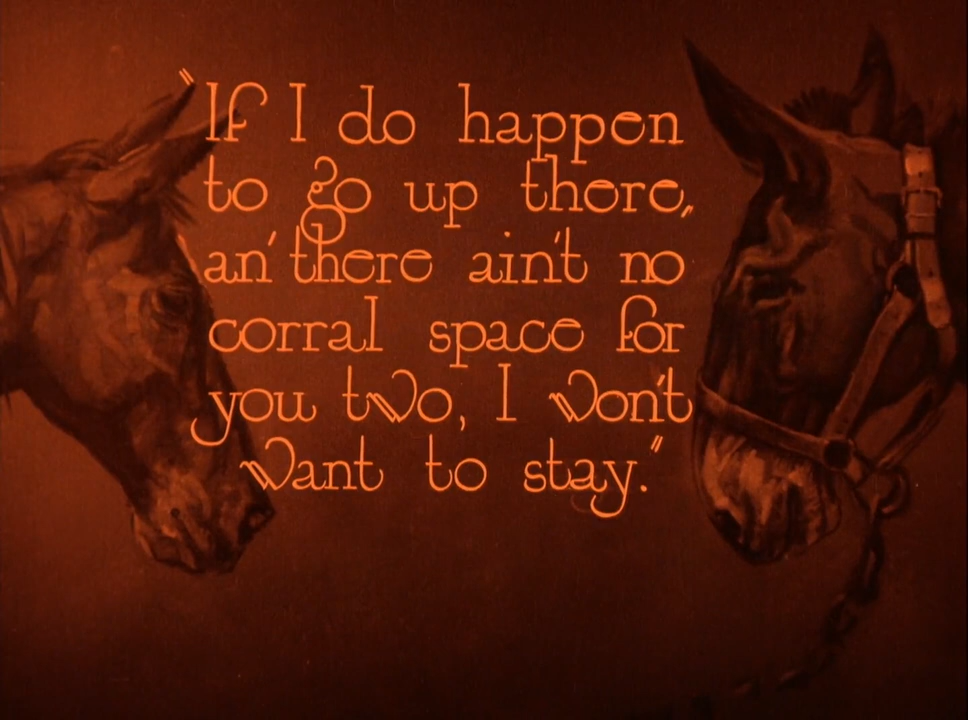 "If I do happen
to go up there,
an' there ain't no
corral space for
you two, I won't
want to stay."